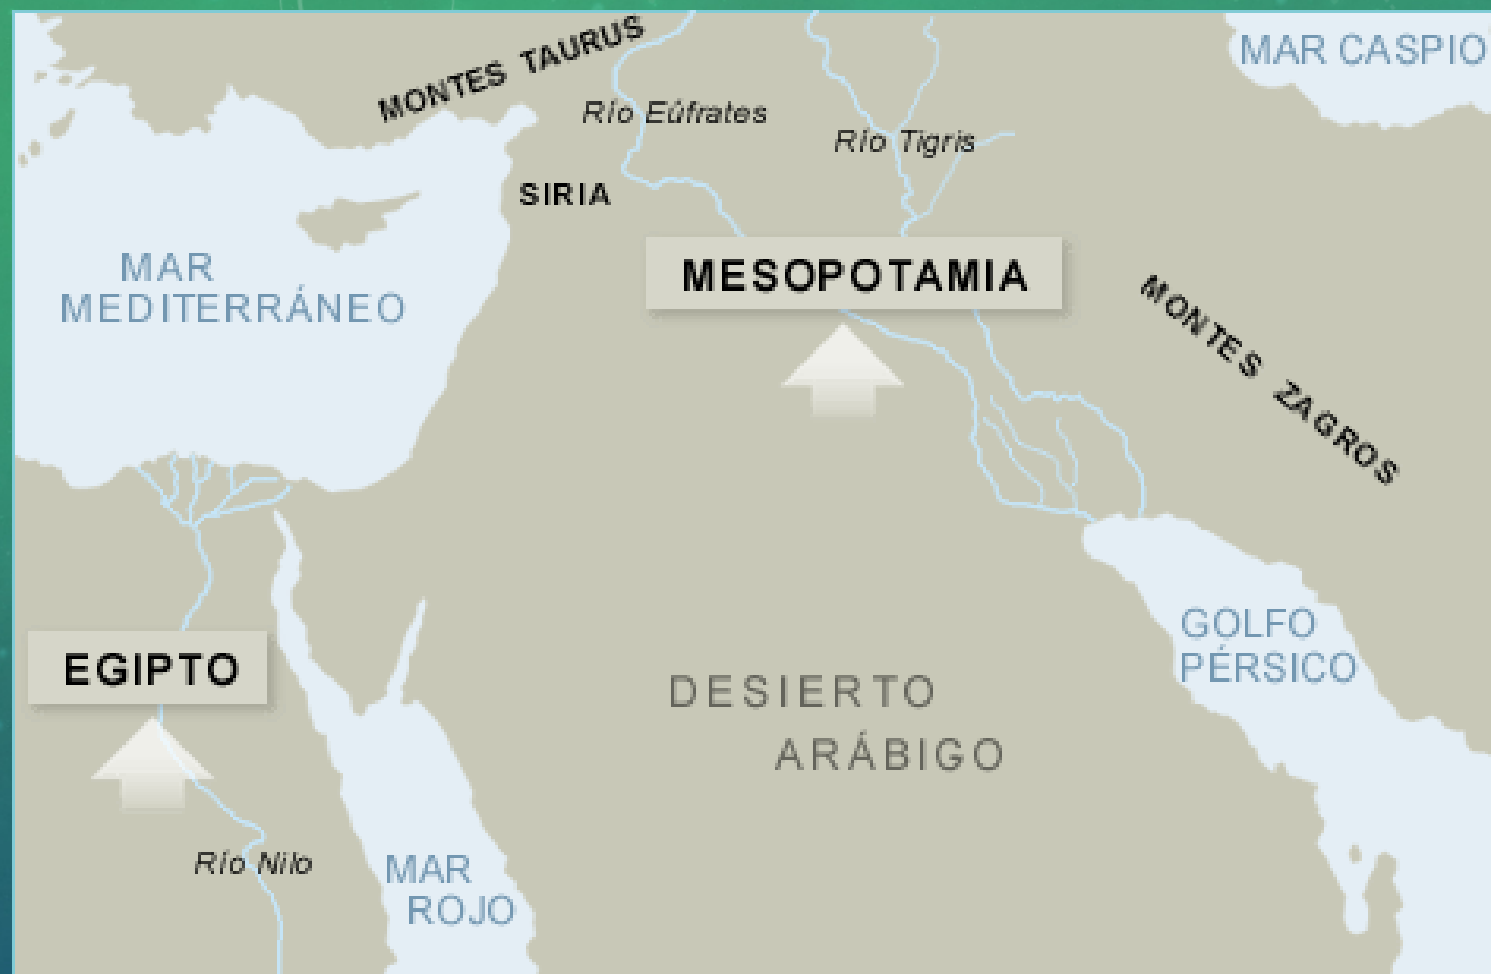 MONTES TAURUS
MAR CASPIO
Río Eúfrates
Río Tigris
SIRIA
MAR
MEDITERRÁNEO
MESOPOTAMIA
MONTES ZAGROS
GOLFO
PÉRSICO
EGIPTO
DESIERTO
ARÁBIGO
Río Nilo
MAR
ROJO